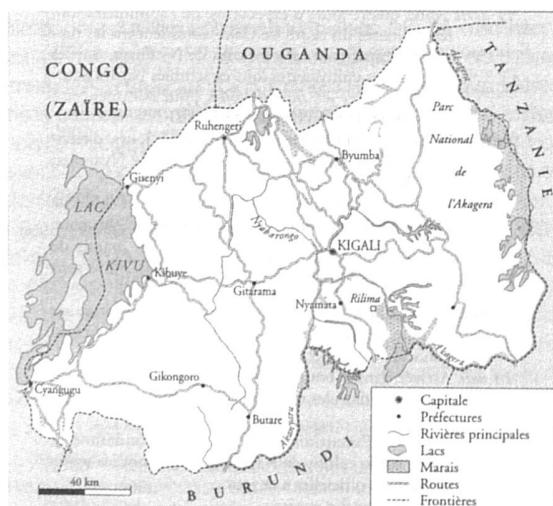 OUGANDA
TANZANIE
CONGO
(ZAÏRE)
Akagera
Parc
National
de
l'Akagera
Ruhengeri
Byumba
Gisenyi
LAC
KIVU
Nyabarongo
KIGALI
Kibuye
Gitarama
Nyamata
Rilima
Akagera
Cyangugu
Gikongoro
Butare
Akanyaru
BURUNDI
40 km
Capitale
Préfectures
Rivières principales
Lacs
Marais
Routes
Frontières